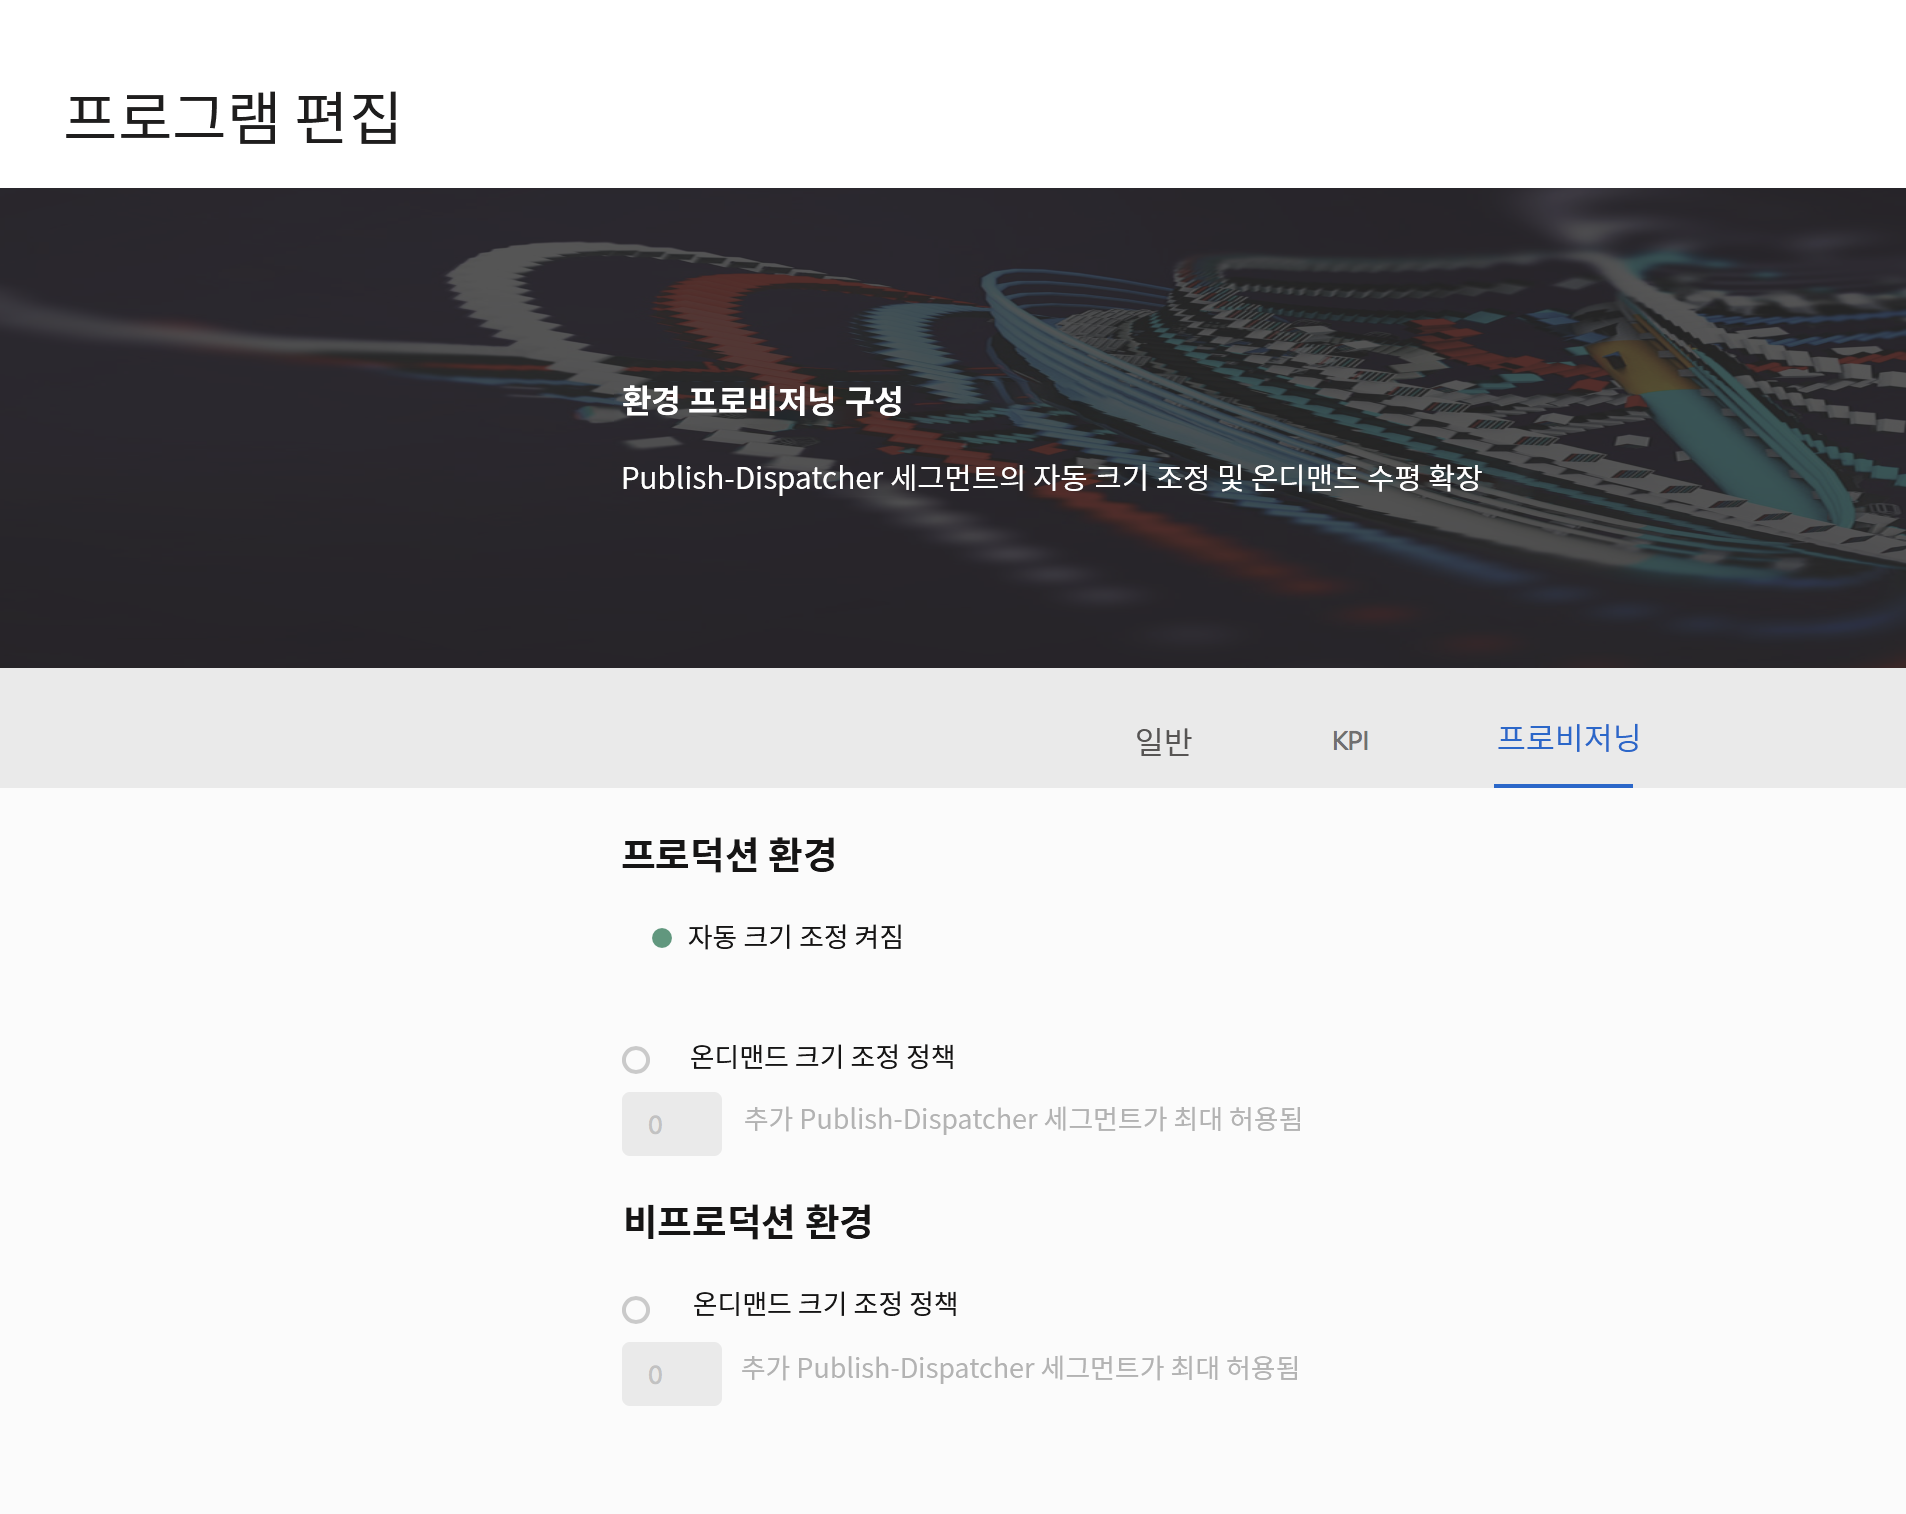 프로그램 편집
환경 프로비저닝 구성
Publish-Dispatcher 세그먼트의 자동 크기 조정 및 온디맨드 수평 확장
일반
KPI
프로비저닝
프로덕션 환경
자동 크기 조정 켜짐
온디맨드 크기 조정 정책
0 추가 Publish-Dispatcher 세그먼트가 최대 허용됨
비프로덕션 환경
온디맨드 크기 조정 정책
0 추가 Publish-Dispatcher 세그먼트가 최대 허용됨